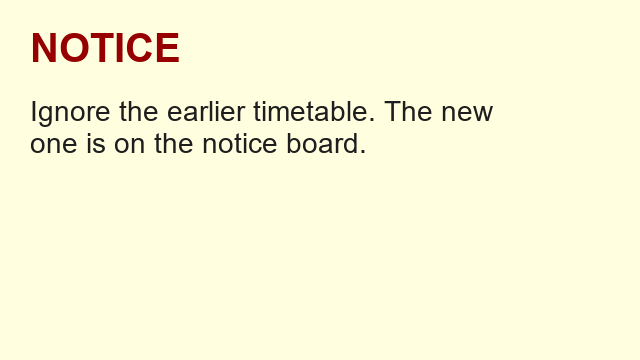 NOTICE
Ignore the earlier timetable. The new
one is on the notice board.